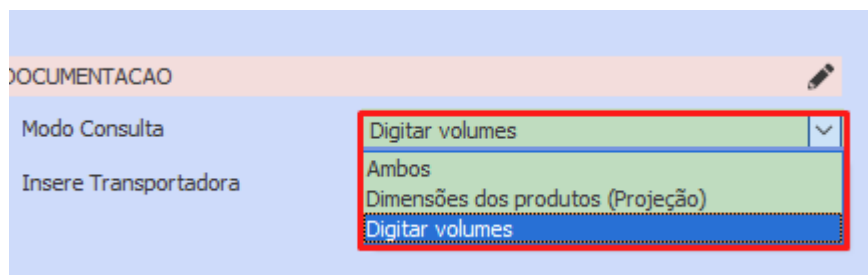 DOCUMENTACAO
Modo Consulta
Digitar volumes
Ambos
Insere Transportadora
Dimensões dos produtos (Projeção)
Digitar volumes